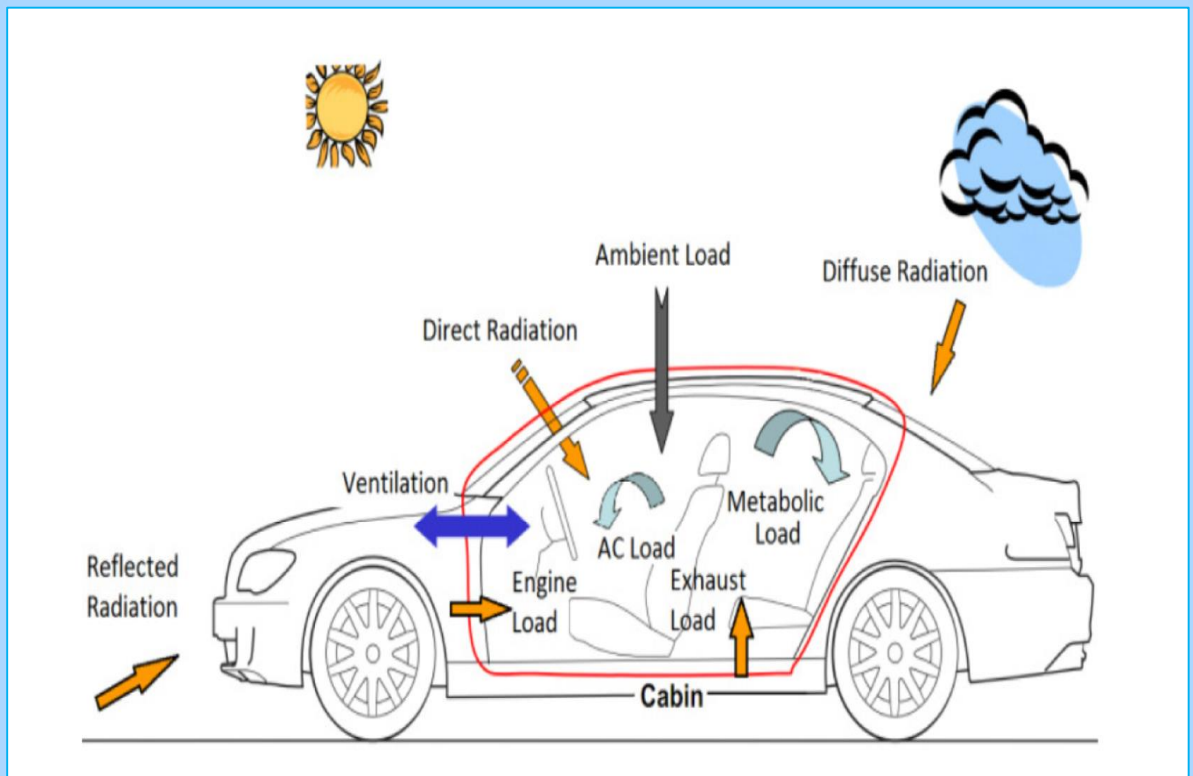 Ambient Load
Diffuse Radiation
Direct Radiation
Ventilation
Metabolic
Load
AC Load
Reflected
Radiation
Engine
Load
Exhaust
Load
Cabin